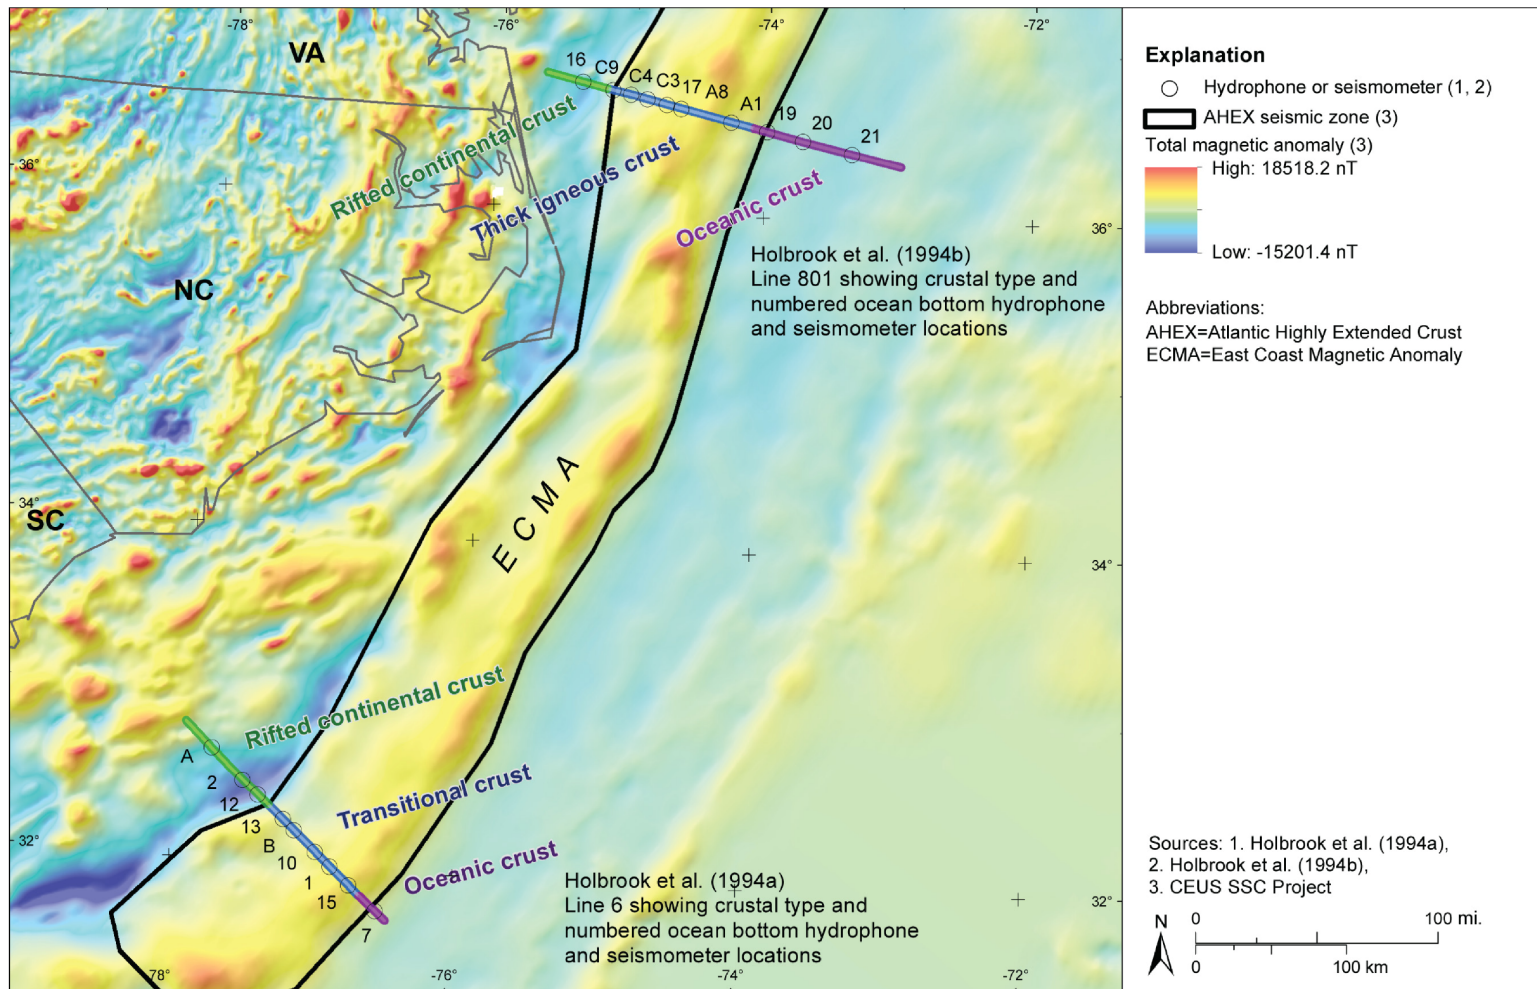 -78°
-76°
-74°
-72°
VA
16
C9
C4
C3
17
A8
A1
19
20
21
36°
Rifted continental crust
Thick igneous crust
Oceanic crust
36°
Holbrook et al. (1994b)
Line 801 showing crustal type and
numbered ocean bottom hydrophone
and seismometer locations
NC
34°
SC
ECMA
34°
Rifted continental crust
A
2
12
13
B
10
1
15
7
Transitional crust
Oceanic crust
32°
32°
Holbrook et al. (1994a)
Line 6 showing crustal type and
numbered ocean bottom hydrophone
and seismometer locations
-78°
-76°
-74°
-72°
Explanation
Hydrophone or seismometer (1, 2)
AHEX seismic zone (3)
Total magnetic anomaly (3)
High: 18518.2 nT
Low: -15201.4 nT
Abbreviations:
AHEX=Atlantic Highly Extended Crust
ECMA=East Coast Magnetic Anomaly
Sources: 1. Holbrook et al. (1994a),
2. Holbrook et al. (1994b),
3. CEUS SSC Project
N
0 100 mi.
0 100 km